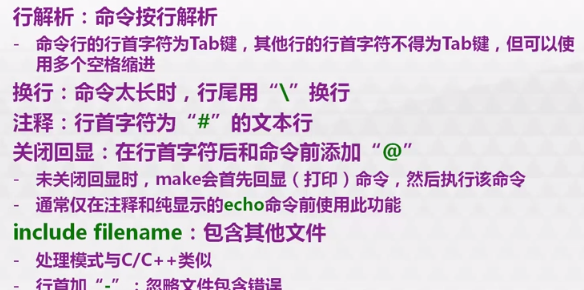 行解析：命令按行解析
- 命令行的行首字符为Tab键，其他行的行首字符不得为Tab键，但可以使
用多个空格缩进
换行：命令太长时，行尾用“\”换行
注释：行首字符为“#”的文本行
关闭回显：在行首字符后和命令前添加“@”
- 未关闭回显时，make会首先回显（打印）命令，然后执行该命令
- 通常仅在注释和纯显示的echo命令前使用此功能
include filename：包含其他文件
- 处理模式与C/C++类似
- 行首加“-”：忽略文件包含错误